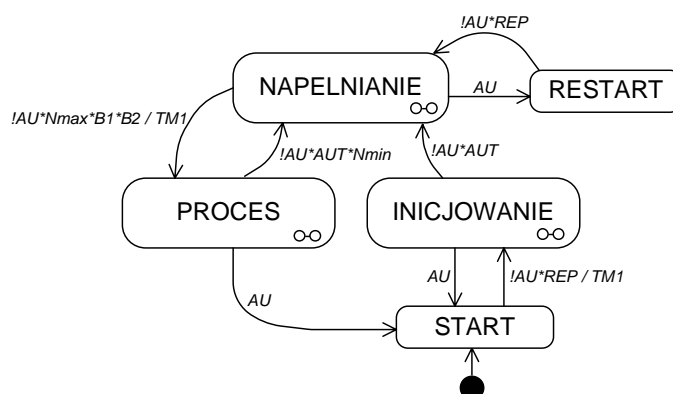 !AU*REP
NAPELNIANIE
AU
RESTART
!AU*Nmax*B1*B2 / TM1
!AU*AUT*Nmin
!AU*AUT
PROCES
INICJOWANIE
AU
AU
!AU*REP / TM1
START